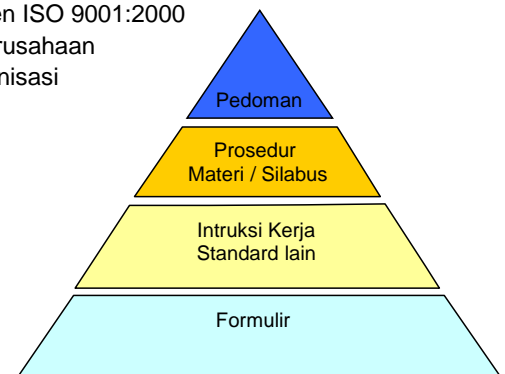 en ISO 9001:2000
rusahaan
nisasi
Pedoman
Prosedur
Materi / Silabus
Intruksi Kerja
Standard lain
Formulir